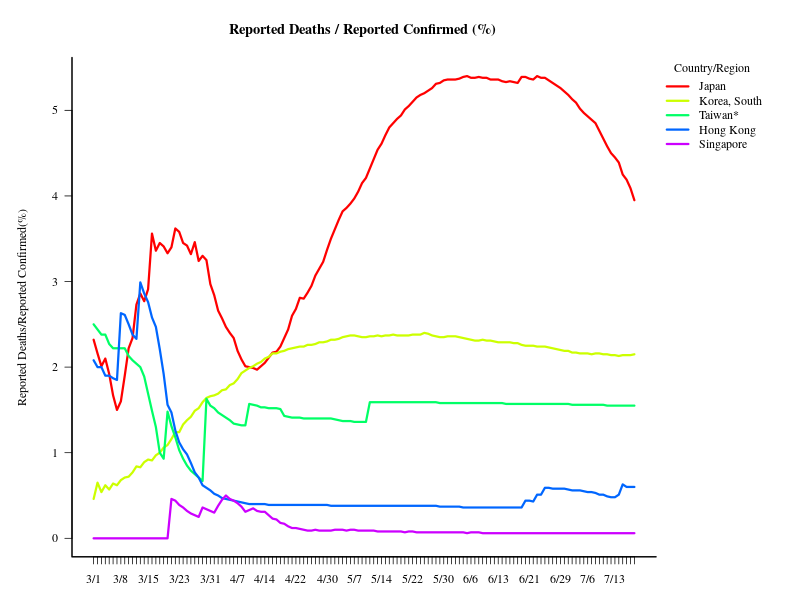 Reported Deaths / Reported Confirmed (%)
Country/Region
Japan
Korea, South
Taiwan*
Hong Kong
Singapore
Reported Deaths/Reported Confirmed(%)
5
4
3
2
1
0
3/1 3/8 3/15 3/23 3/31 4/7 4/14 4/22 4/30 5/7 5/14 5/22 5/30 6/6 6/13 6/21 6/29 7/6 7/13